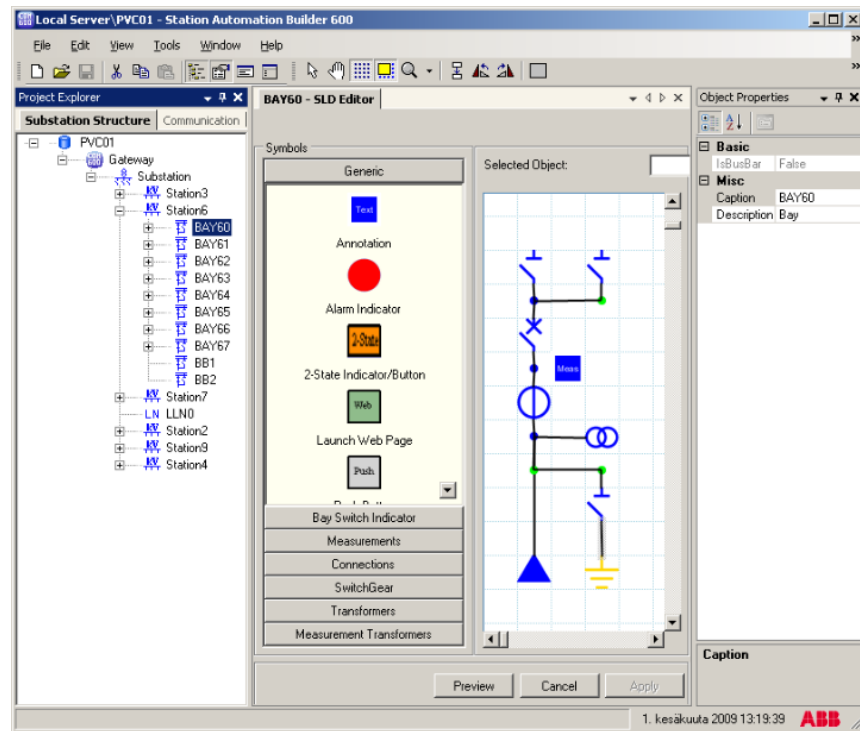 Local Server\PVC01 - Station Automation Builder 600
File Edit View Tools Window Help
Project Explorer
Substation Structure Communication
PVC01
Gateway
Substation
Station3
Station6
BAY60
BAY61
BAY62
BAY63
BAY64
BAY65
BAY66
BAY67
BB1
BB2
Station7
LN LLN0
Station2
Station9
Station4
BAY60 - SLD Editor
Symbols
Generic
Text
Annotation
Alarm Indicator
2-State
2-State Indicator/Button
Web
Launch Web Page
Push
Bay Switch Indicator
Measurements
Connections
SwitchGear
Transformers
Measurement Transformers
Selected Object:
Meas
Preview Cancel Apply
Object Properties
Basic
IsBusBar False
Misc
Caption BAY60
Description Bay
Caption
1. kesäkuuta 2009 13:19:39 ABB